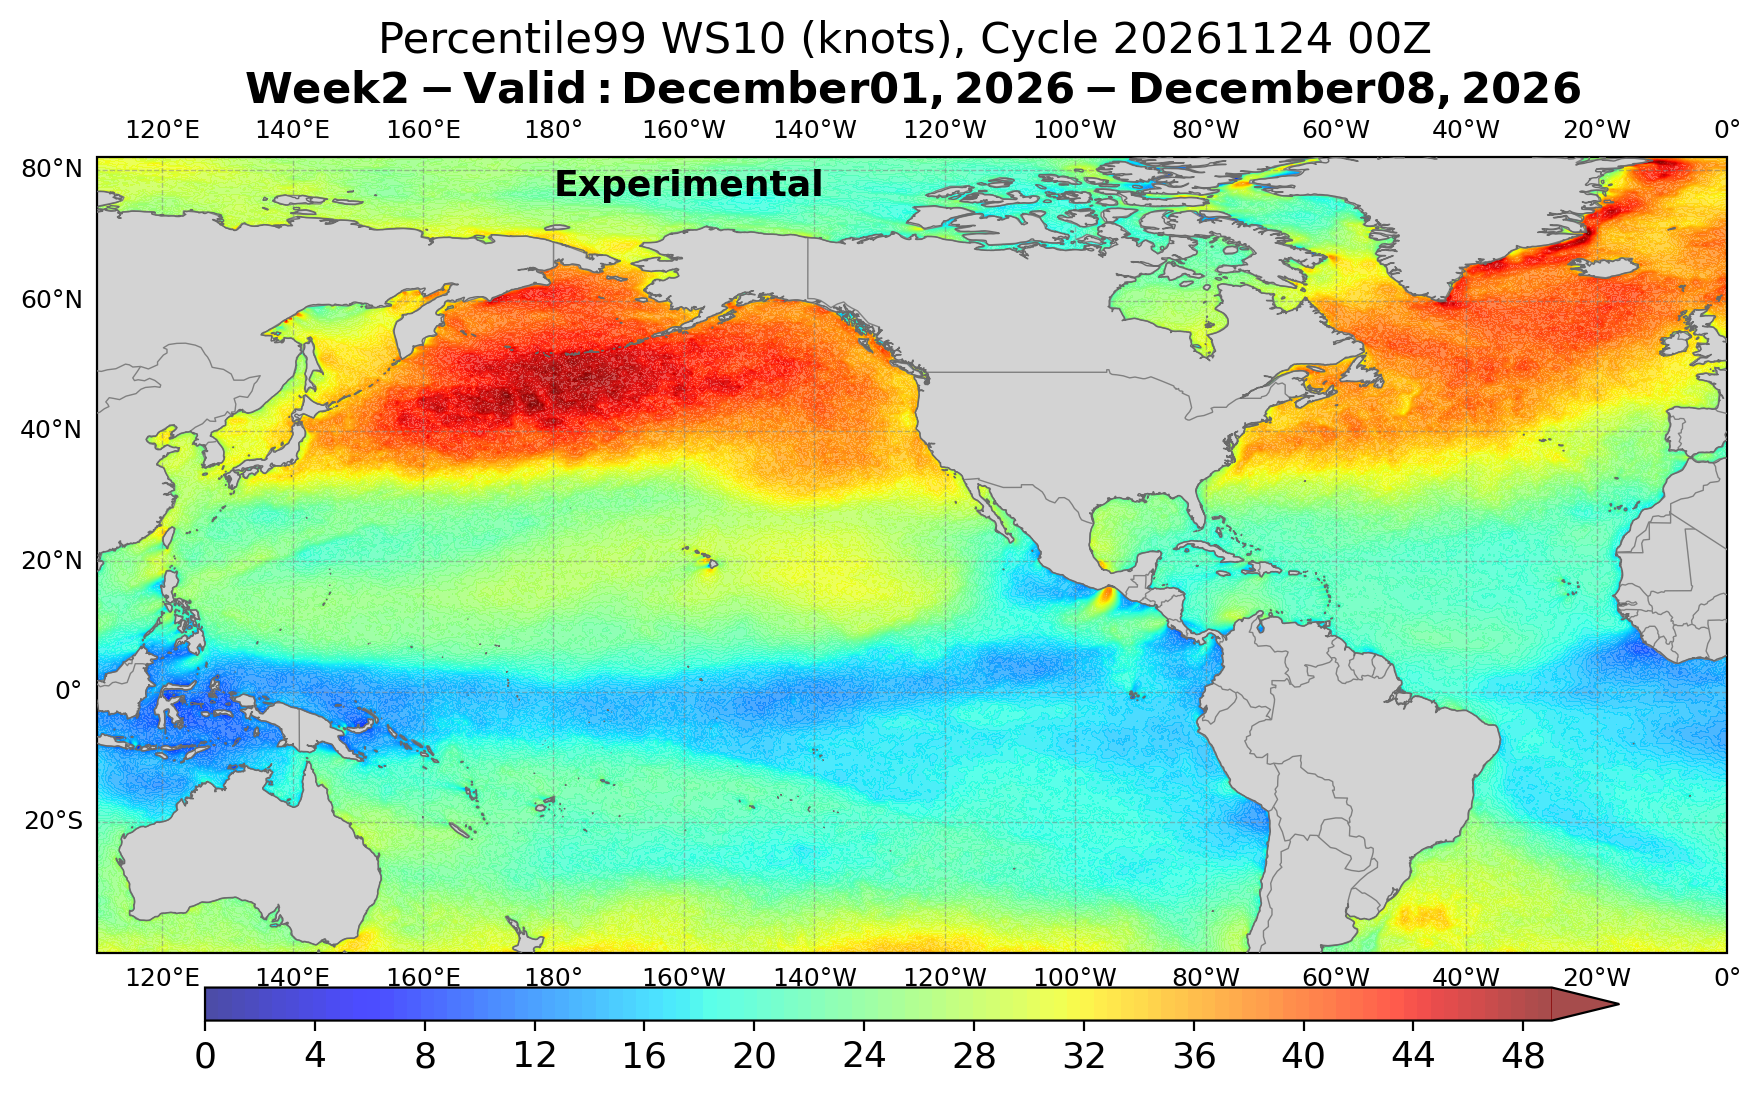 Percentile99 WS10 (knots), Cycle 20261124 00Z
Week2 − Valid : December01, 2026 − December08, 2026
120°E 140°E 160°E 180° 160°W 140°W 120°W 100°W 80°W 60°W 40°W 20°W 0°
80°N
Experimental
60°N
40°N
20°N
0°
20°S
120°E 140°E 160°E 180° 160°W 140°W 120°W 100°W 80°W 60°W 40°W 20°W 0°
0 4 8 12 16 20 24 28 32 36 40 44 48